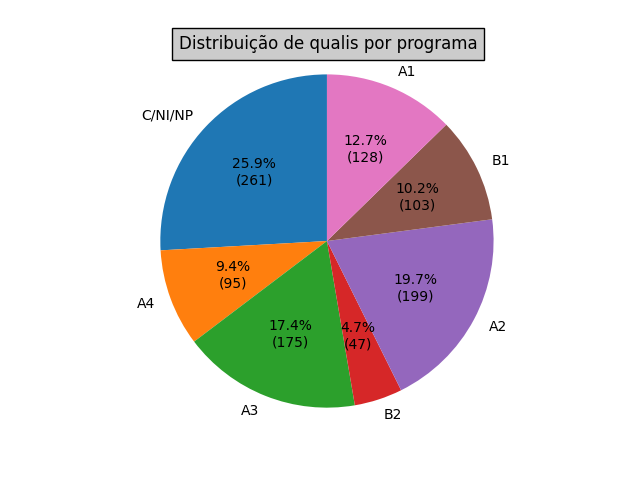 Distribuição de qualis por programa
A1
C/NI/NP
12.7%
(128)
B1
25.9%
(261)
10.2%
(103)
9.4%
(95)
19.7%
(199)
A4
17.4%
(175)
4.7%
(47)
A2
A3
B2